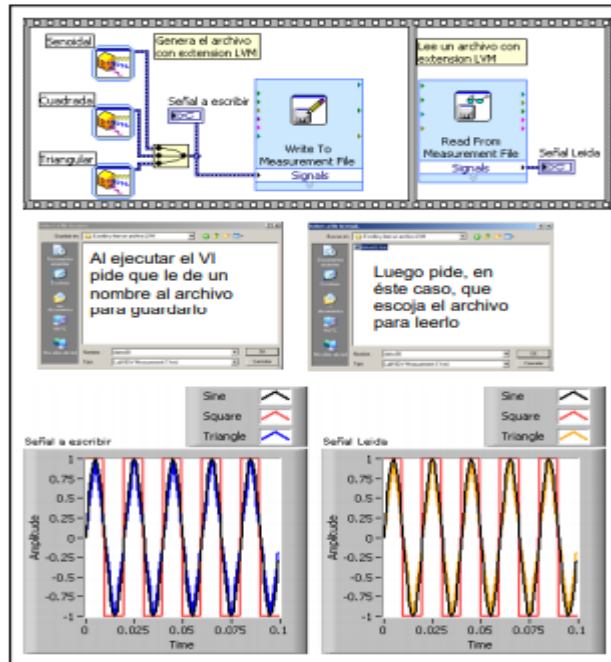 Senoidal
Genera el archivo
con extension LVM
Cuadrada
Señal a escribir
Triangular
Write To
Measurement File
Signals
Lee un archivo con
extension LVM
Read From
Measurement File
Signals
Señal Leida
Al ejecutar el VI
pide que le de un
nombre al archivo
para guardarlo
Luego pide, en
éste caso, que
escoja el archivo
para leerlo
Sine
Square
Triangle
Señal a escribir
Amplitude
1
0.75
0.5
0.25
0
-0.25
-0.5
-0.75
-1
0
0.025
0.05
0.075
0.1
Time
Sine
Square
Triangle
Señal Leida
Amplitude
1
0.75
0.5
0.25
0
-0.25
-0.5
-0.75
-1
0
0.025
0.05
0.075
0.1
Time